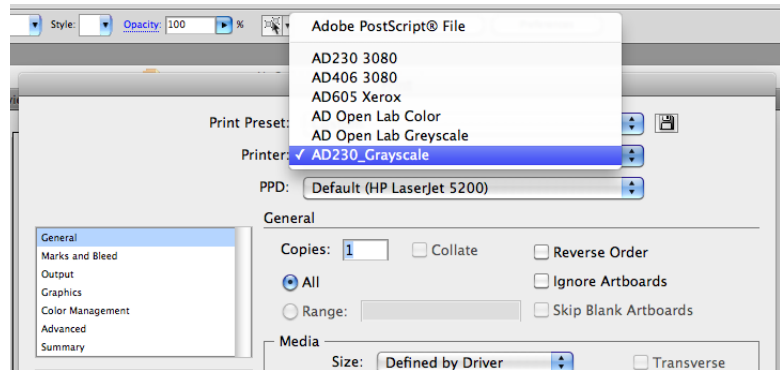 Style: Opacity: 100 %
Adobe PostScript® File
AD230 3080
AD406 3080
AD605 Xerox
AD Open Lab Color
AD Open Lab Greyscale
✓ AD230_Grayscale
Print Preset:
Printer:
PPD: Default (HP LaserJet 5200)
General
Marks and Bleed
Output
Graphics
Color Management
Advanced
Summary
General
Copies: 1 Collate Reverse Order
All Ignore Artboards
Range: Skip Blank Artboards
Media
Size: Defined by Driver Transverse